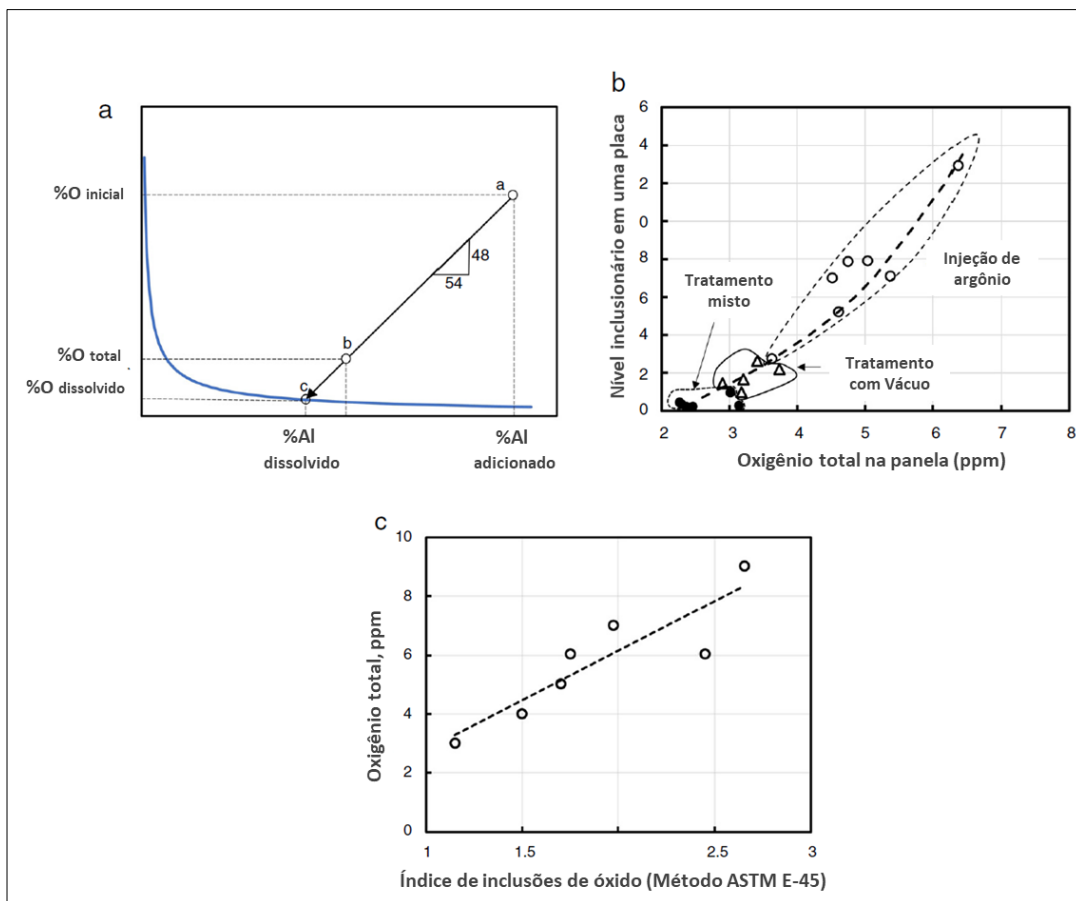 a
%O inicial
a
48
54
b
%O total
%O dissolvido
c
%Al
dissolvido
%Al
adicionado
b
Nível inclusionário em uma placa
6
4
2
0
8
6
4
2
0
Tratamento
misto
Injeção de
argônio
Tratamento
com Vácuo
2 3 4 5 6 7 8
Oxigênio total na panela (ppm)
c
Oxigênio total, ppm
10
8
6
4
2
0
1 1.5 2 2.5 3
Índice de inclusões de óxido (Método ASTM E-45)